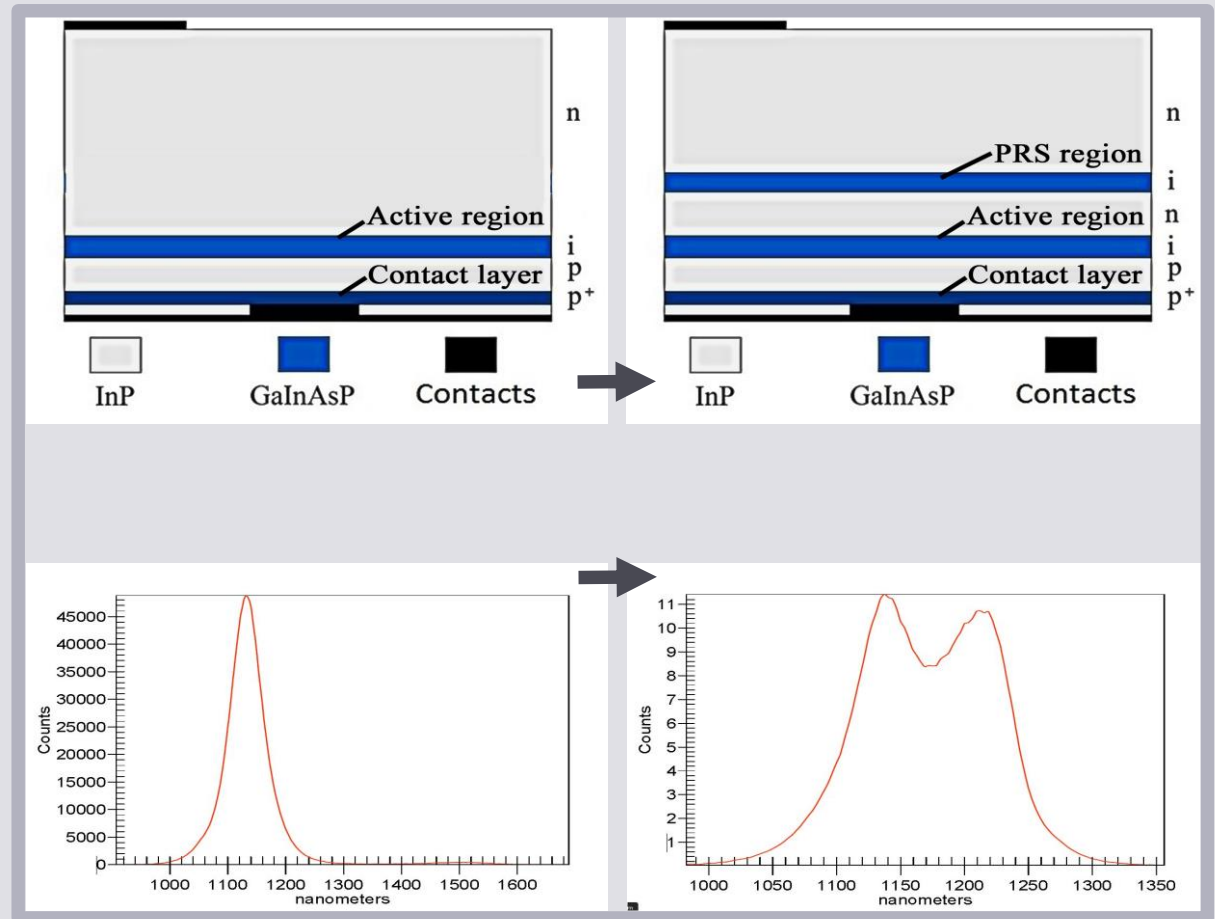 n
Active region
i
Contact layer
p
p+
InP
GaInAsP
Contacts
n
PRS region
i
Active region
n
i
Contact layer
p
p+
InP
GaInAsP
Contacts
45000
40000
35000
30000
25000
20000
15000
10000
5000
0
Counts
1000 1100 1200 1300 1400 1500 1600
nanometers
11
10
9
8
7
6
5
4
3
2
1
Counts
1000 1050 1100 1150 1200 1250 1300 1350
nanometers